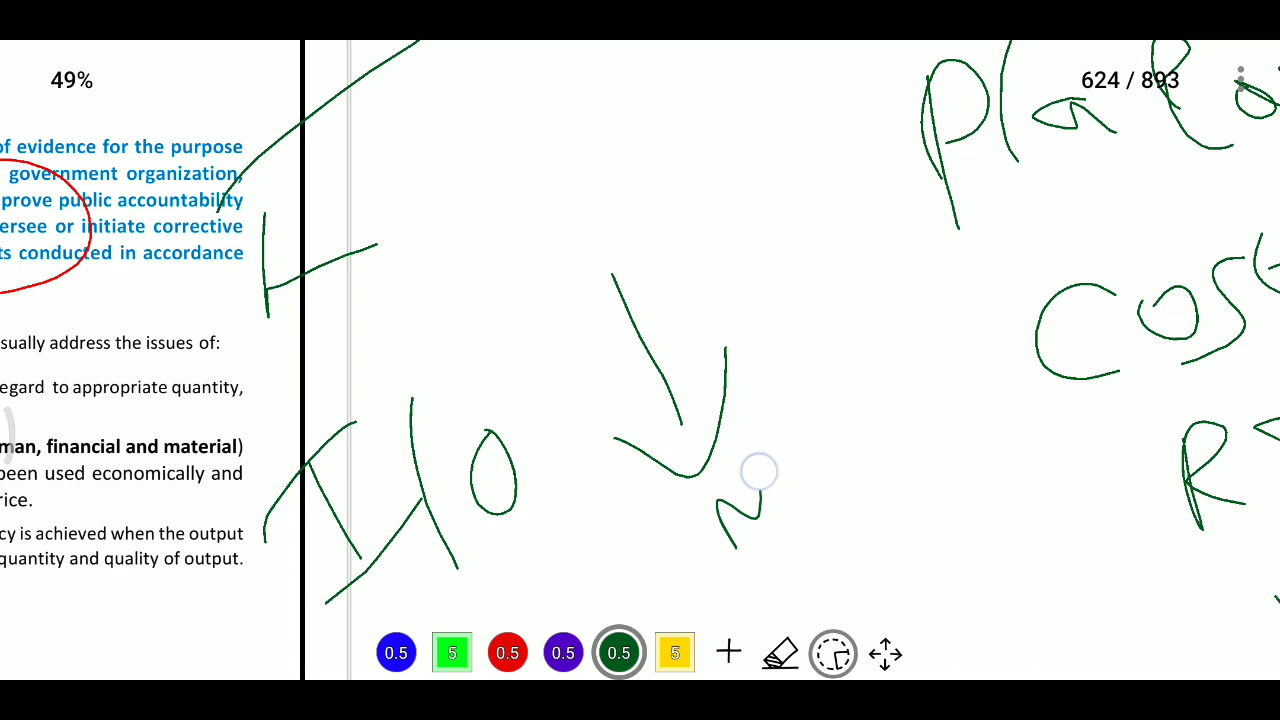 49%
624 / 893
of evidence for the purpose
government organization,
prove public accountability
ersee or initiate corrective
ts conducted in accordance
sually address the issues of:
egard to appropriate quantity,
man, financial and material)
been used economically and
rice.
cy is achieved when the output
quantity and quality of output.
Pla
Cost
I/O
R
0.5 5 0.5 0.5 0.5 5